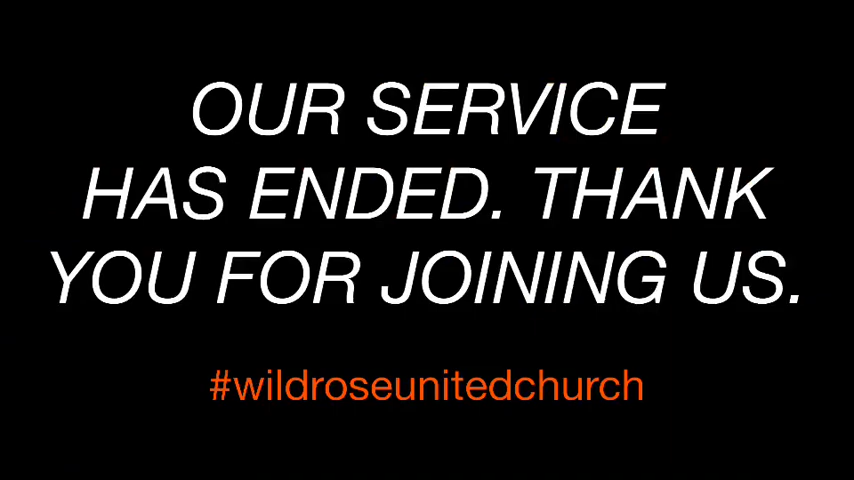 OUR SERVICE
HAS ENDED. THANK
YOU FOR JOINING US.
#wildroseunitedchurch